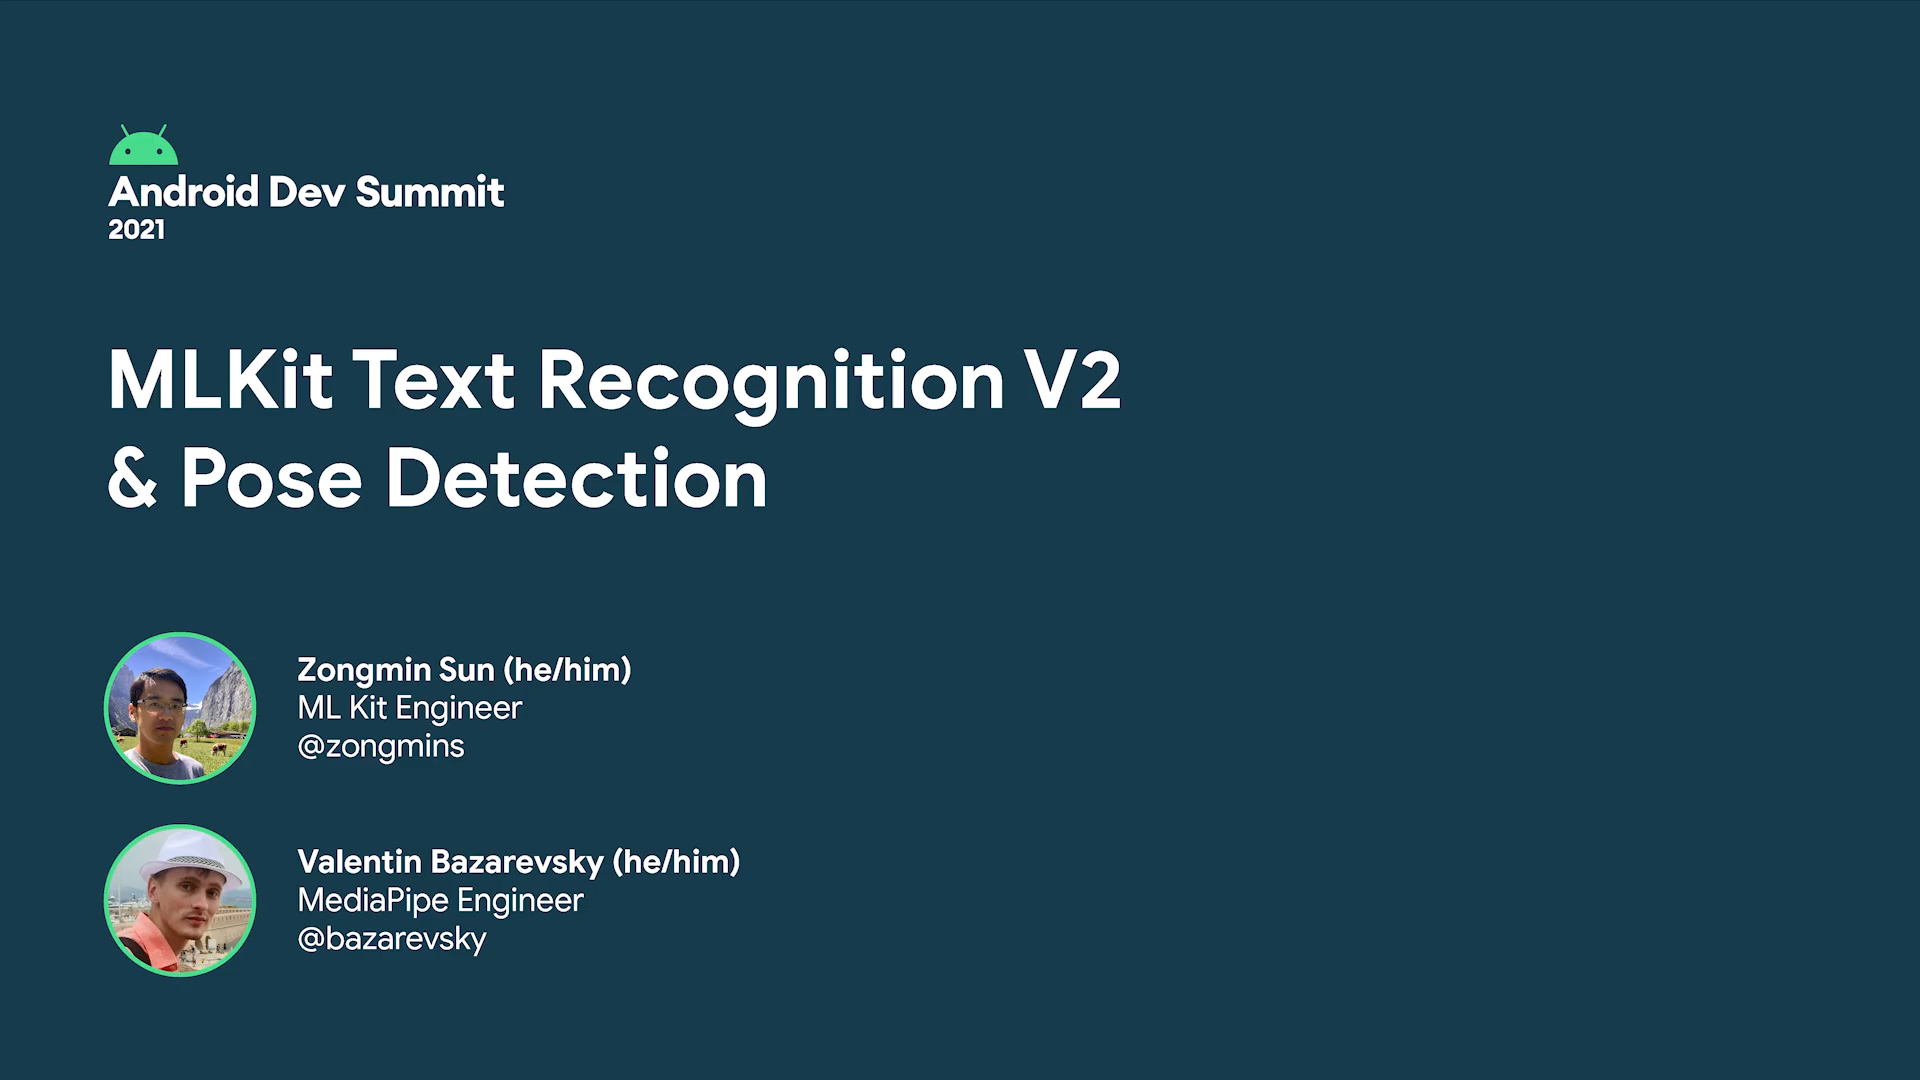 Android Dev Summit
2021
MLKit Text Recognition V2
& Pose Detection
Zongmin Sun (he/him)
ML Kit Engineer
@zongmins
Valentin Bazarevsky (he/him)
MediaPipe Engineer
@bazarevsky